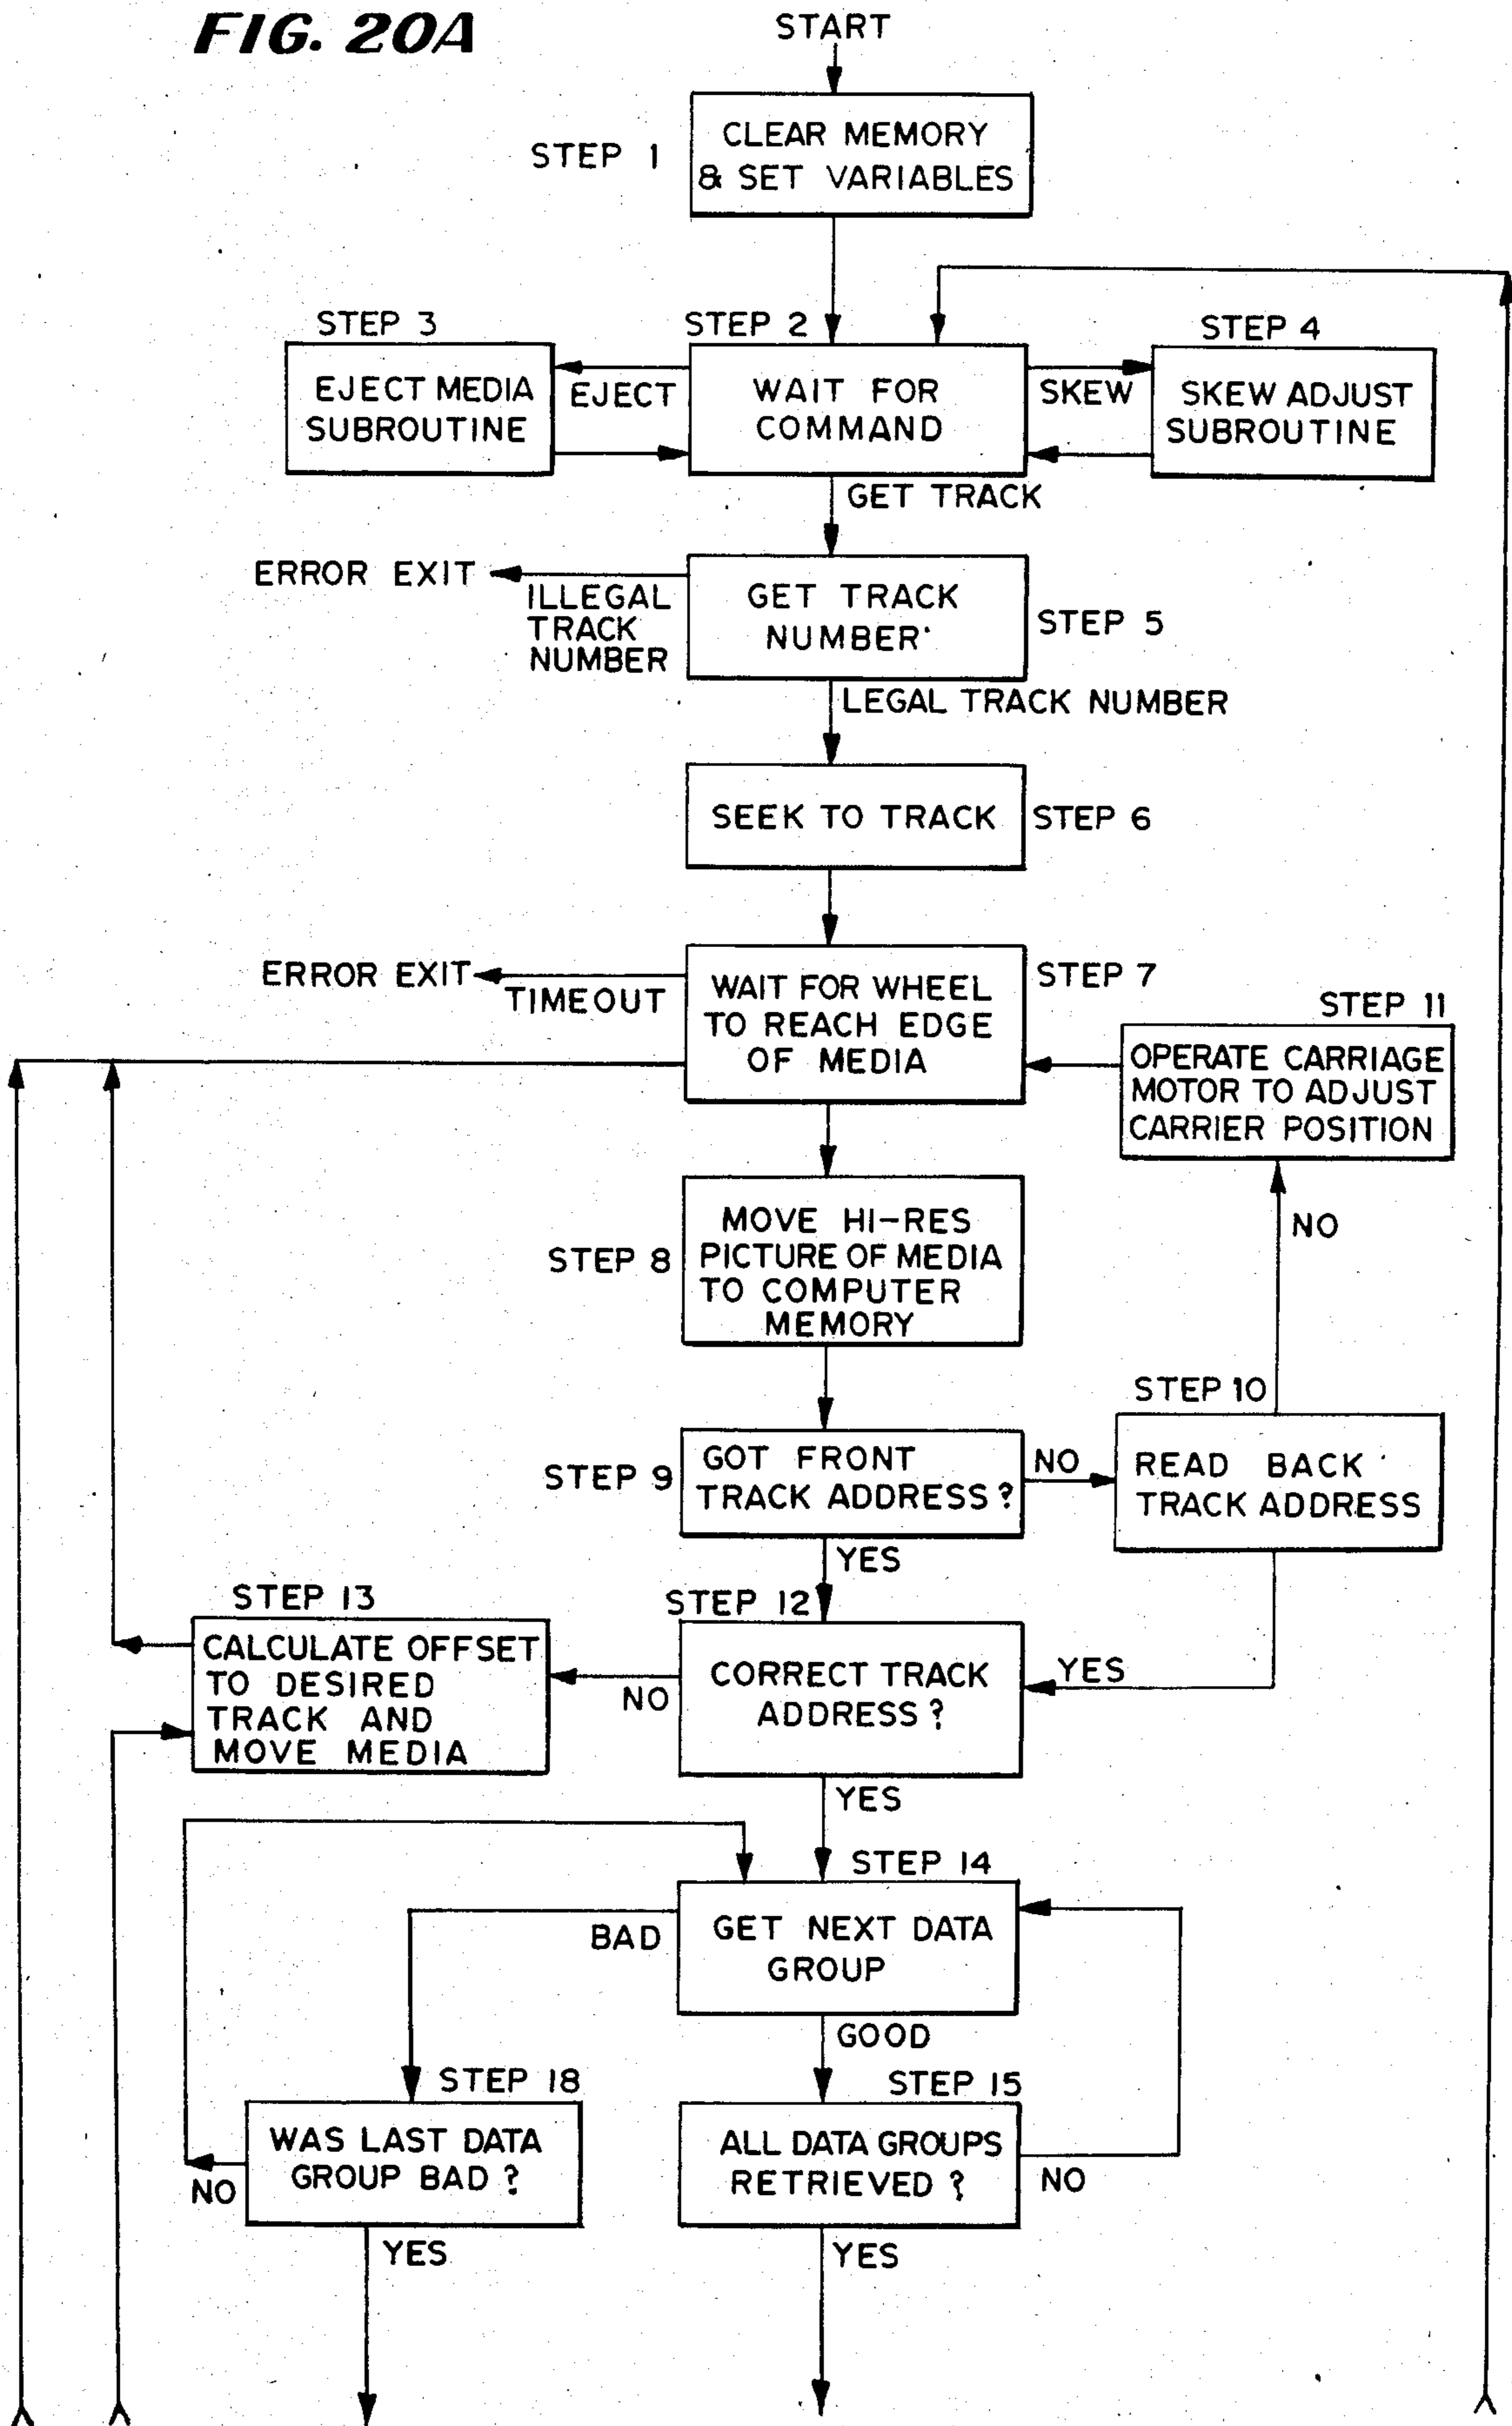 FIG. 20A
START
STEP 1
CLEAR MEMORY
& SET VARIABLES
STEP 3
STEP 2
STEP 4
EJECT MEDIA
SUBROUTINE
EJECT
WAIT FOR
COMMAND
SKEW
SKEW ADJUST
SUBROUTINE
GET TRACK
ERROR EXIT
ILLEGAL
TRACK
NUMBER
GET TRACK
NUMBER
STEP 5
LEGAL TRACK NUMBER
SEEK TO TRACK
STEP 6
ERROR EXIT
TIMEOUT
WAIT FOR WHEEL
TO REACH EDGE
OF MEDIA
STEP 7
STEP 11
OPERATE CARRIAGE
MOTOR TO ADJUST
CARRIER POSITION
NO
STEP 8
MOVE HI-RES
PICTURE OF MEDIA
TO COMPUTER
MEMORY
STEP 10
STEP 9
GOT FRONT
TRACK ADDRESS?
NO
READ BACK
TRACK ADDRESS
YES
STEP 13
STEP 12
CALCULATE OFFSET
TO DESIRED
TRACK AND
MOVE MEDIA
NO
CORRECT TRACK
ADDRESS?
YES
YES
STEP 14
BAD
GET NEXT DATA
GROUP
GOOD
STEP 18
STEP 15
WAS LAST DATA
GROUP BAD?
NO
ALL DATA GROUPS
RETRIEVED?
NO
YES
YES